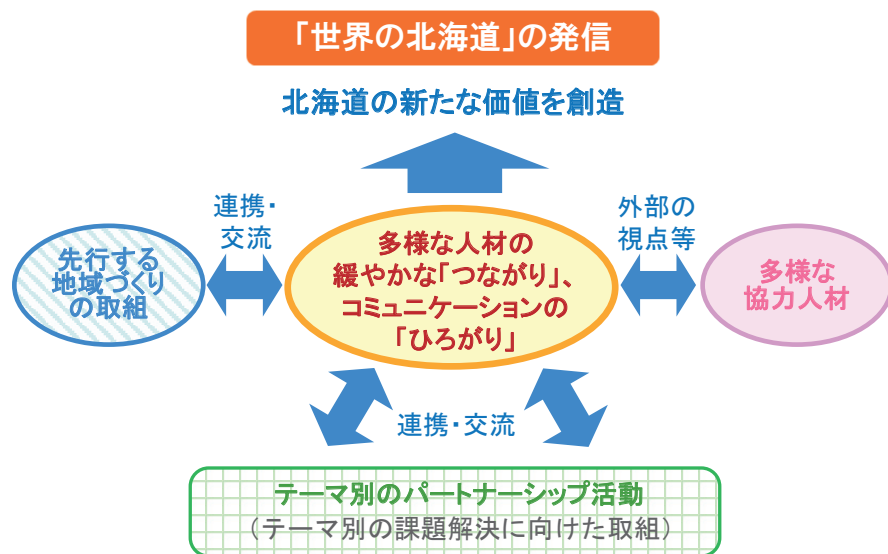 「世界の北海道」の発信
北海道の新たな価値を創造
連携・
交流
外部の
視点等
先行する
地域づくり
の取組
多様な人材の
緩やかな「つながり」、
コミュニケーションの
「ひろがり」
多様な
協力人材
連携・交流
テーマ別のパートナーシップ活動
（テーマ別の課題解決に向けた取組）